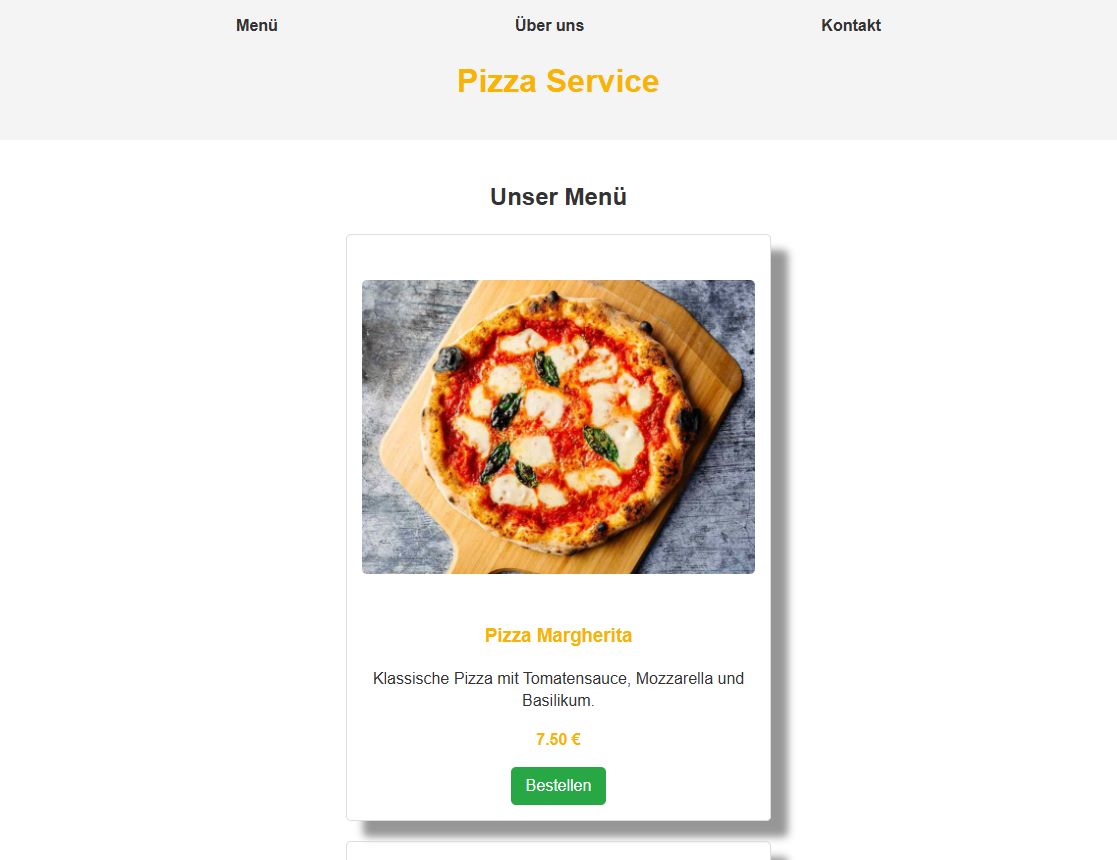 Menü Über uns Kontakt
Pizza Service
Unser Menü
Pizza Margherita
Klassische Pizza mit Tomatensauce, Mozzarella und
Basilikum.
7.50 €
Bestellen